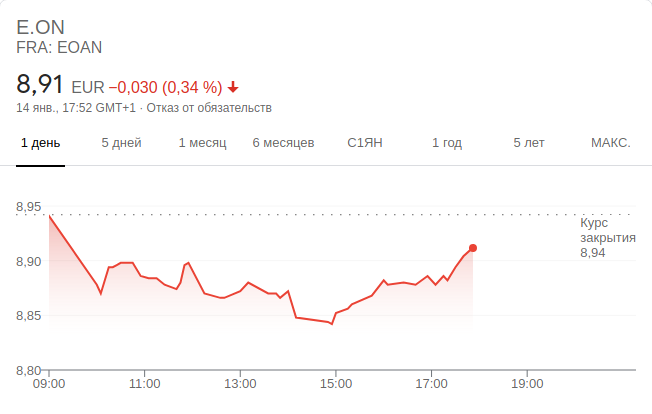 E.ON
FRA: EOAN
8,91 EUR −0,030 (0,34 %)
14 янв., 17:52 GMT+1 · Отказ от обязательств
1 день 5 дней 1 месяц 6 месяцев С1ЯН 1 год 5 лет МАКС.
8,95
Курс
закрытия
8,94
8,90
8,85
8,80
09:00 11:00 13:00 15:00 17:00 19:00